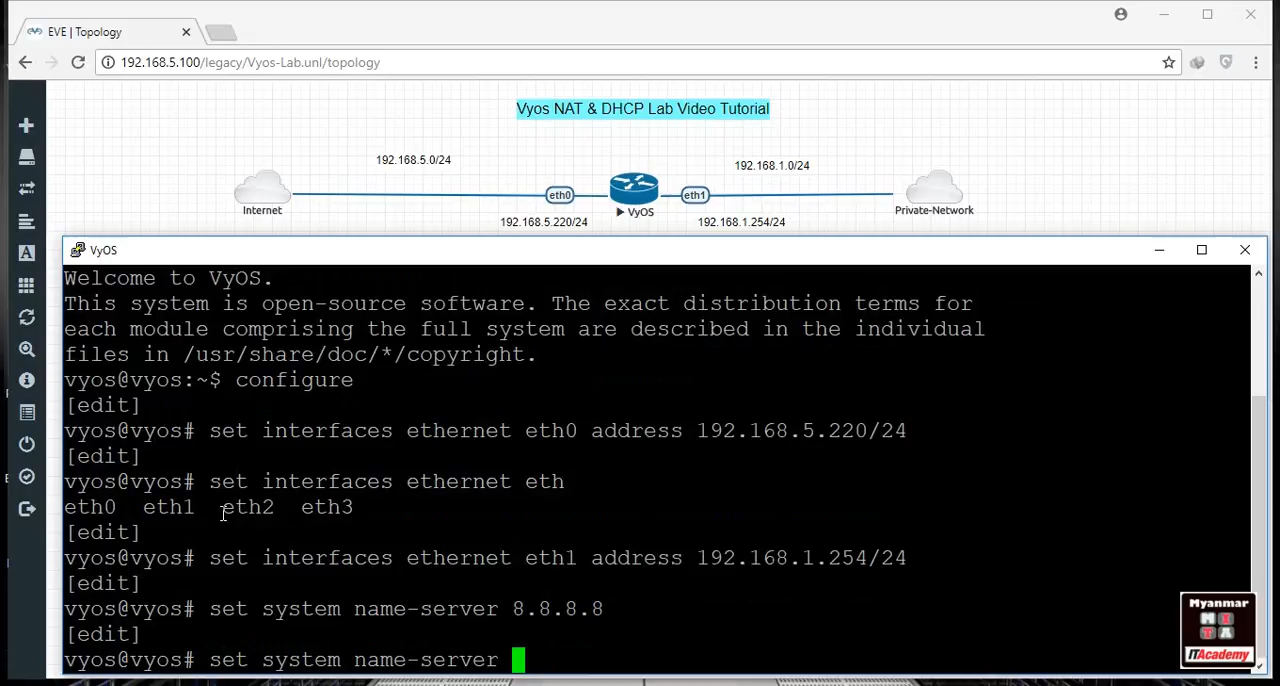 EVE | Topology
192.168.5.100/legacy/Vyos-Lab.unl/topology
Vyos NAT & DHCP Lab Video Tutorial
192.168.5.0/24
192.168.1.0/24
eth0
eth1
Internet
VyOS
Private-Network
192.168.5.220/24
192.168.1.254/24
VyOS
Welcome to VyOS.
This system is open-source software. The exact distribution terms for
each module comprising the full system are described in the individual
files in /usr/share/doc/*/copyright.
vyos@vyos:~$ configure
[edit]
vyos@vyos# set interfaces ethernet eth0 address 192.168.5.220/24
[edit]
vyos@vyos# set interfaces ethernet eth
eth0  eth1  eth2  eth3
[edit]
vyos@vyos# set interfaces ethernet eth1 address 192.168.1.254/24
[edit]
vyos@vyos# set system name-server 8.8.8.8
[edit]
vyos@vyos# set system name-server
Myanmar
M I
T A
ITAcademy